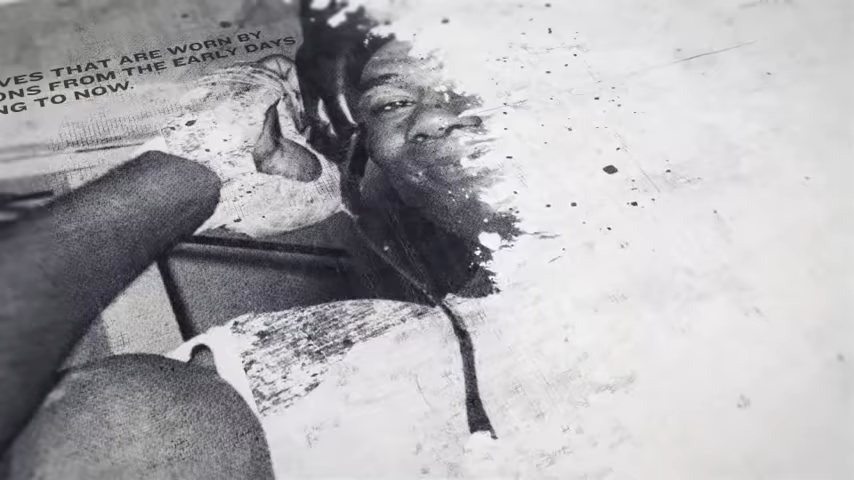 VES THAT ARE WORN BY
ONS FROM THE EARLY DAYS
NG TO NOW.